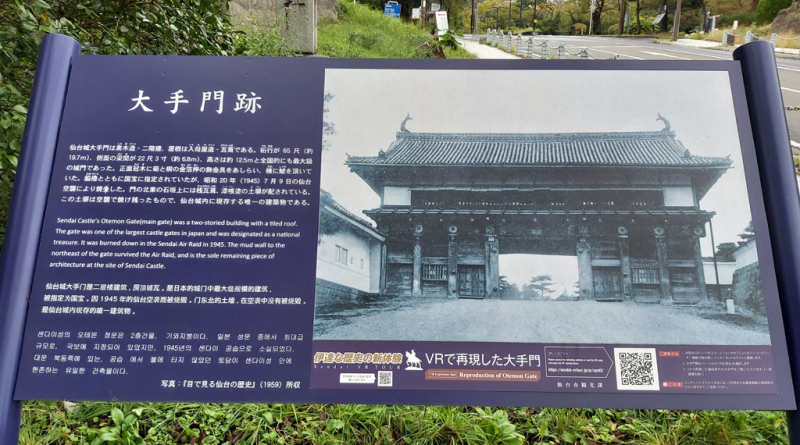 大手門跡
仙台城大手門は素木造・二階建、屋根は入母屋造・瓦葺である。桁行が 65 尺（約
19.7m）、側面の梁間が 22 尺 3 寸（約 6.8m）、高さは約 12.5m と全国的にも最大級
の城門であった。正面冠木に菊と桐の金箔押の飾金具をあしらい、棟に鯱を頂いて
いた。脇櫓とともに国宝に指定されていたが、昭和 20 年（1945）7 月 9 日の仙台
空襲により焼失した。門の北東の石垣上には桟瓦葺、漆喰塗の土塀が配されている。
この土塀は空襲で焼け残ったもので、仙台城内に現存する唯一の建築物である。
Sendai Castle's Otemon Gate(main gate) was a two-storied building with a tiled roof.
The gate was one of the largest castle gates in Japan and was designated as a national
treasure. It was burned down in the Sendai Air Raid in 1945. The mud wall to the
northeast of the gate survived the Air Raid, and is the sole remaining piece of
architecture at the site of Sendai Castle.
仙台城大手门是二层楼建筑，房顶铺瓦，是日本的城门中最大级规模的建筑，
被指定为国宝。因 1945 年的仙台空袭而被烧毁。门东北的土墙，在空袭中没有被烧毁，
是仙台城内现存的唯一建筑物。
센다이성의 오테몬 정문은 2층건물, 기와지붕이다. 일본 성문 중에서 최대급
규모로, 국보에 지정되어 있었지만, 1945년의 센다이 공습으로 소실되었다.
대문 북동쪽에 있는, 공습 에서 불에 타지 않았던 토담이 센다이성 안에
현존하는 유일한 건축물이다.
写真：『目で見る仙台の歴史』（1959）所収
伊達な歴史の新体験
Sendai VR TOUR
VRで再現した大手門
Reproduction of Otemon Gate
仙台市観光課